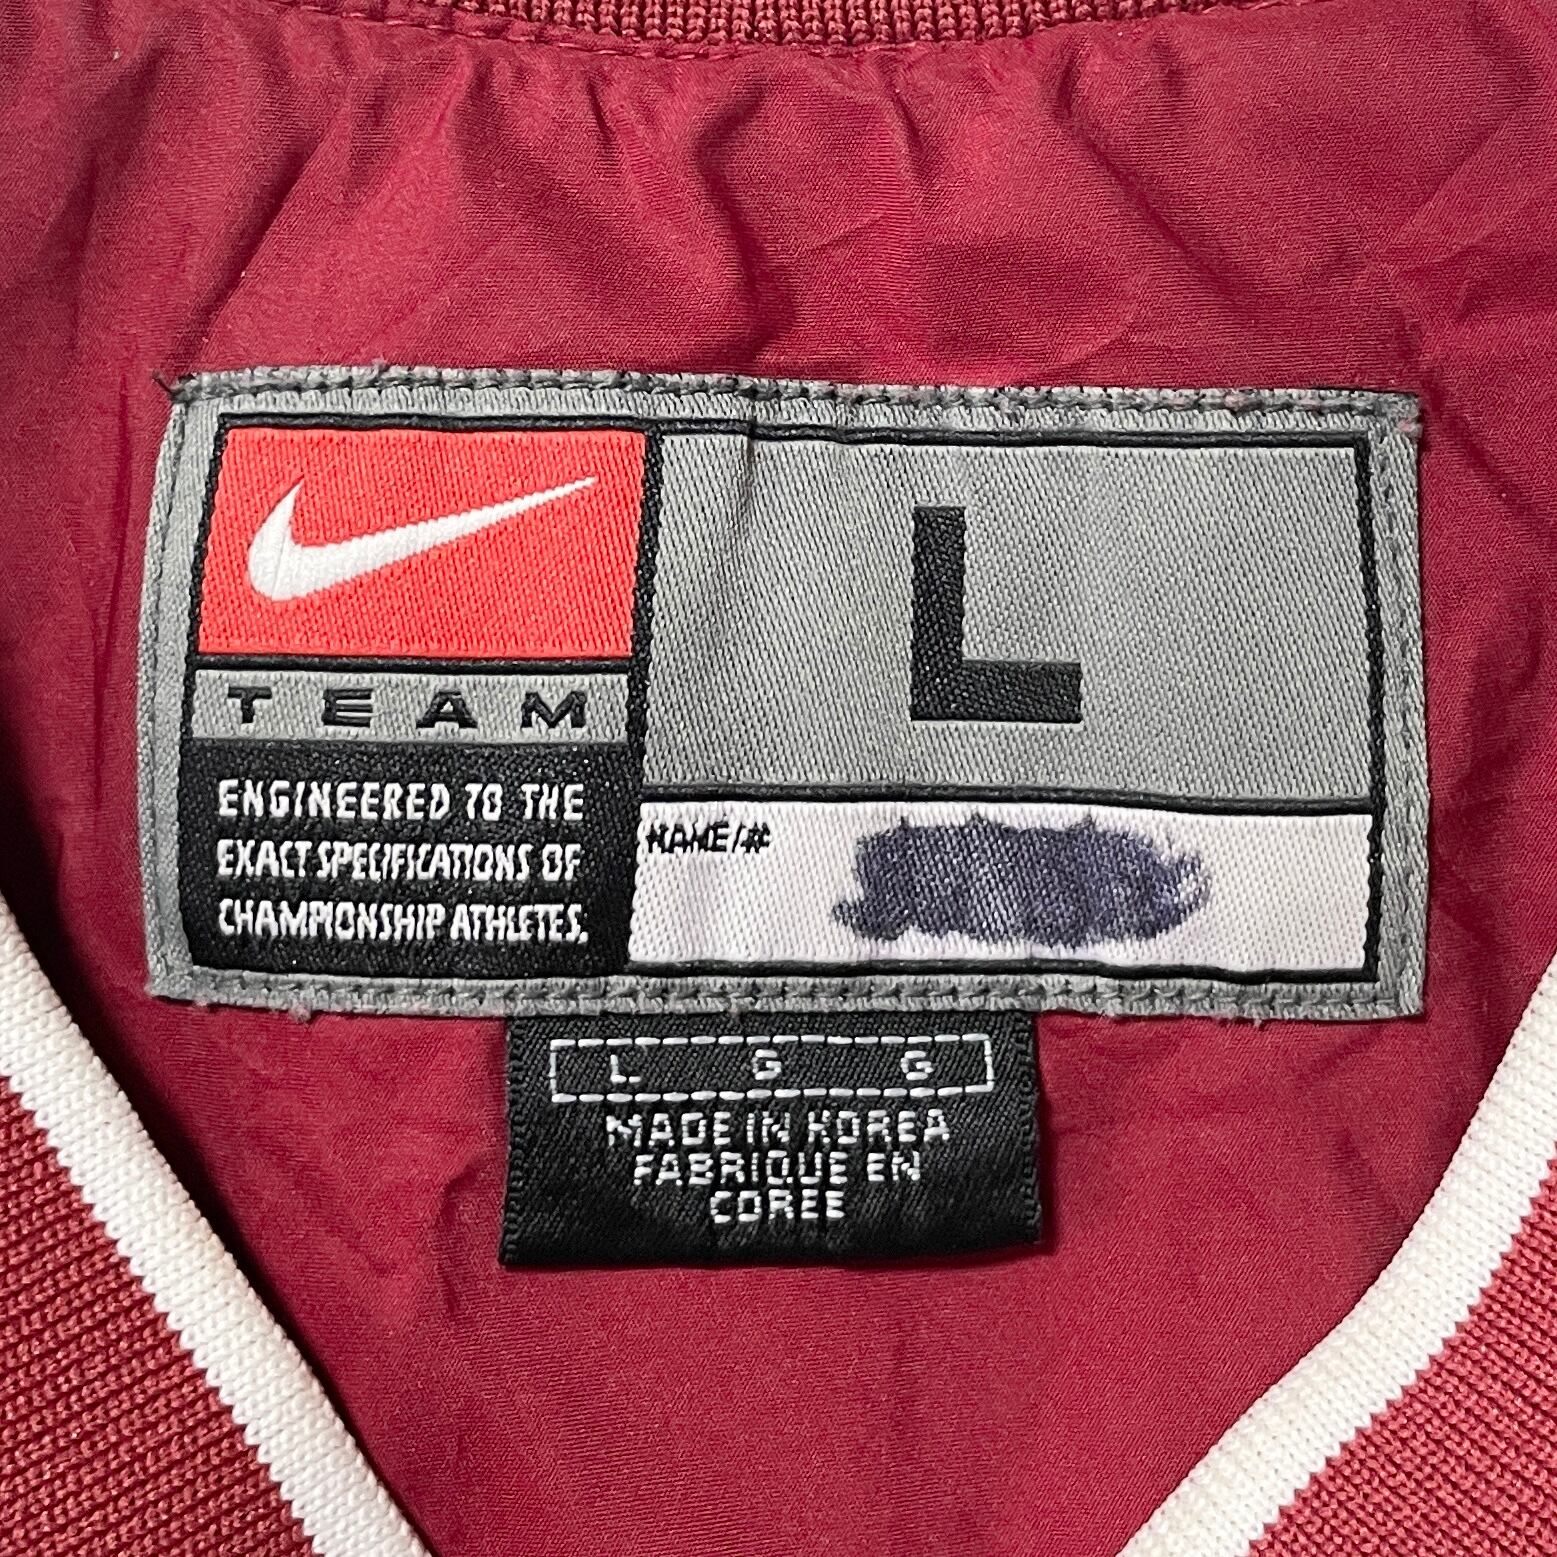 TEAM
ENGINEERED TO THE
EXACT SPECIFICATIONS OF
CHAMPIONSHIP ATHLETES.
L
NAME/#
L G G
MADE IN KOREA
FABRIQUE EN
COREE